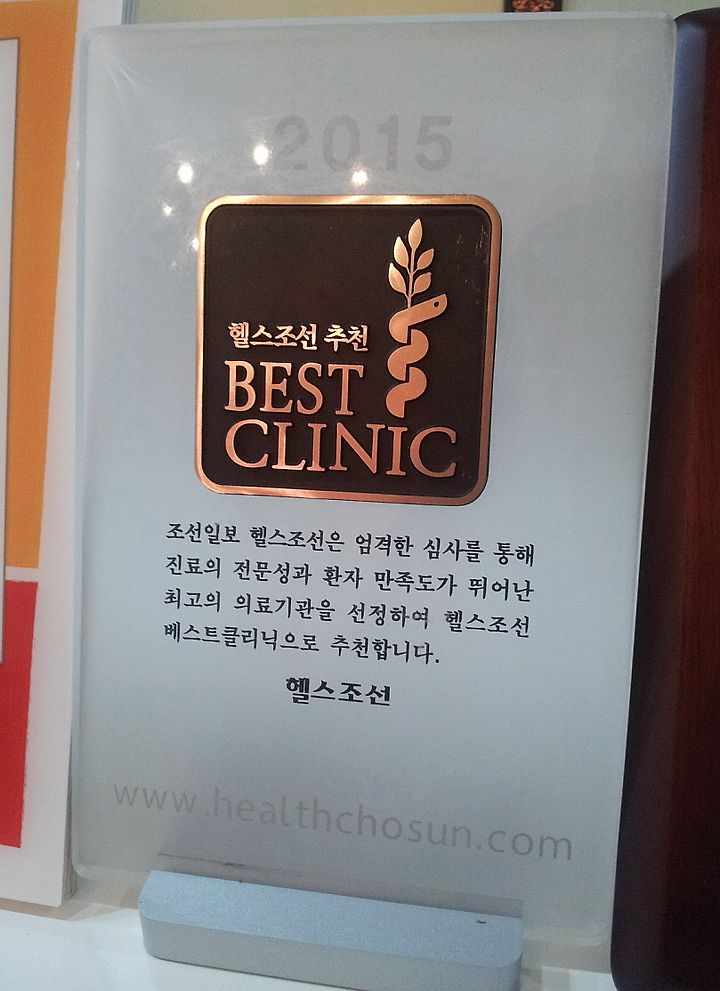 2015
헬스조선 추천
BEST
CLINIC
조선일보 헬스조선은 엄격한 심사를 통해
진료의 전문성과 환자 만족도가 뛰어난
최고의 의료기관을 선정하여 헬스조선
베스트클리닉으로 추천합니다.
헬스조선
www.healthchosun.com